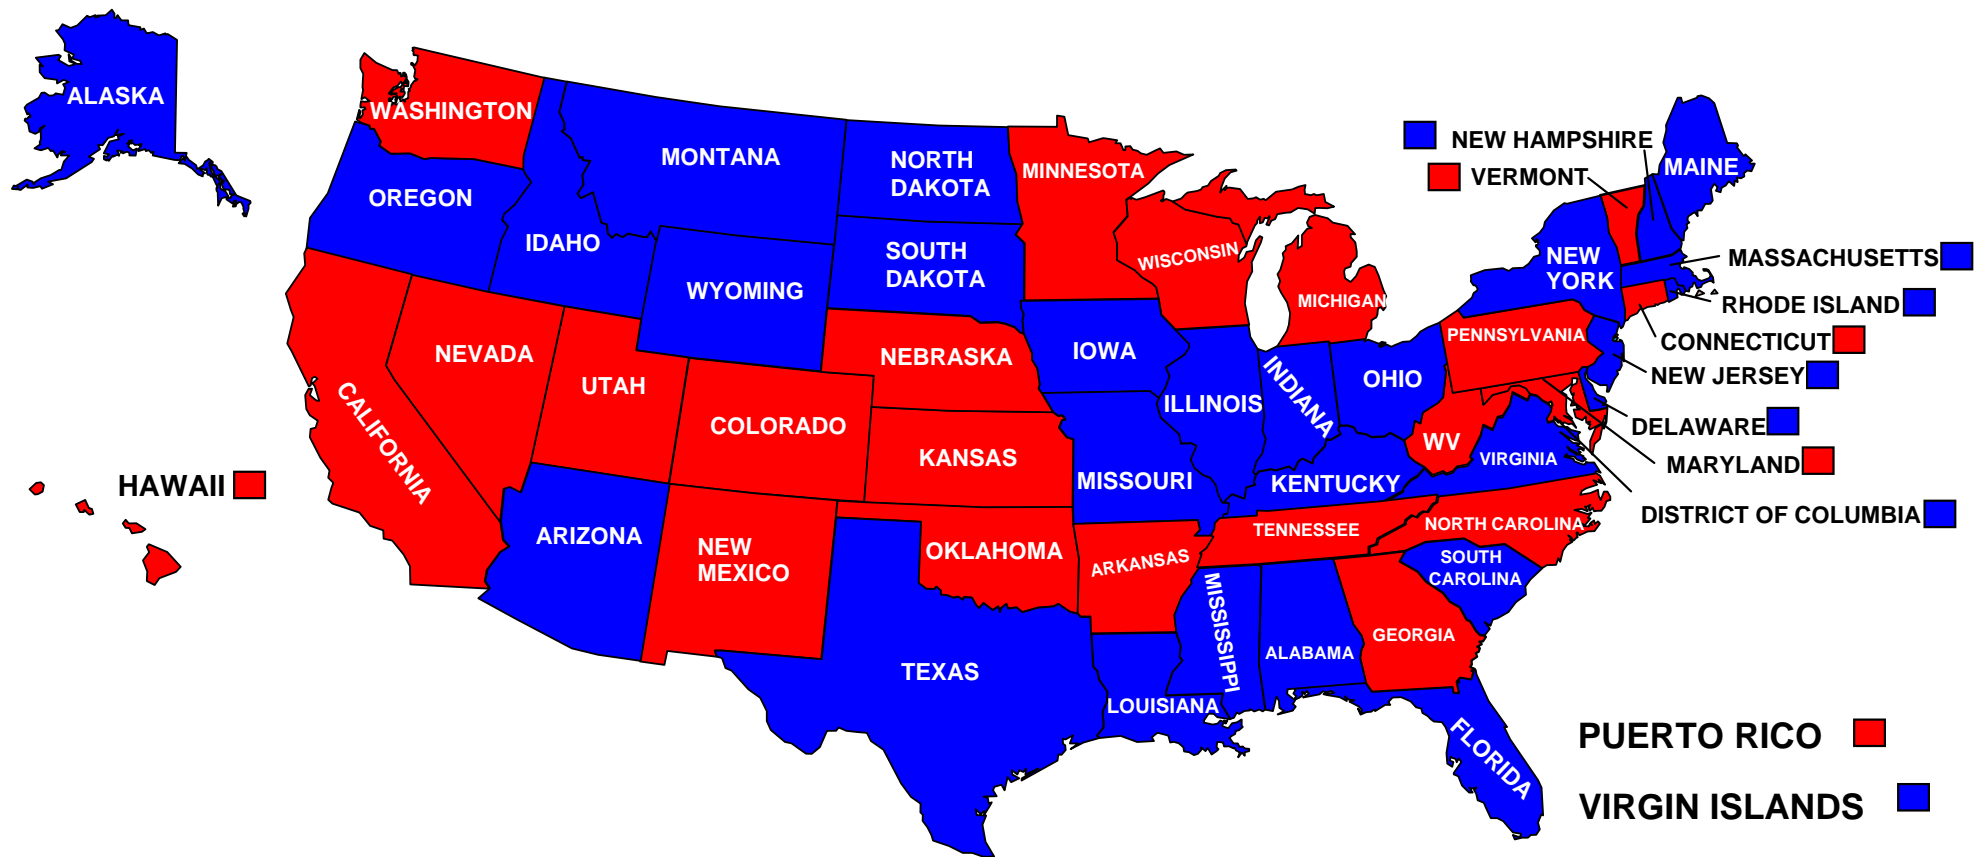 ALASKA
WASHINGTON
MONTANA
NORTH
DAKOTA
MINNESOTA
NEW HAMPSHIRE
VERMONT
MAINE
OREGON
IDAHO
WYOMING
SOUTH
DAKOTA
WISCONSIN
MICHIGAN
NEW
YORK
MASSACHUSETTS
RHODE ISLAND
CONNECTICUT
NEW JERSEY
DELAWARE
MARYLAND
DISTRICT OF COLUMBIA
NEVADA
UTAH
COLORADO
NEBRASKA
IOWA
ILLINOIS
INDIANA
OHIO
PENNSYLVANIA
CALIFORNIA
KANSAS
MISSOURI
KENTUCKY
WV
VIRGINIA
HAWAII
ARIZONA
NEW
MEXICO
OKLAHOMA
ARKANSAS
TENNESSEE
NORTH CAROLINA
SOUTH
CAROLINA
TEXAS
LOUISIANA
MISSISSIPPI
ALABAMA
GEORGIA
FLORIDA
PUERTO RICO
VIRGIN ISLANDS